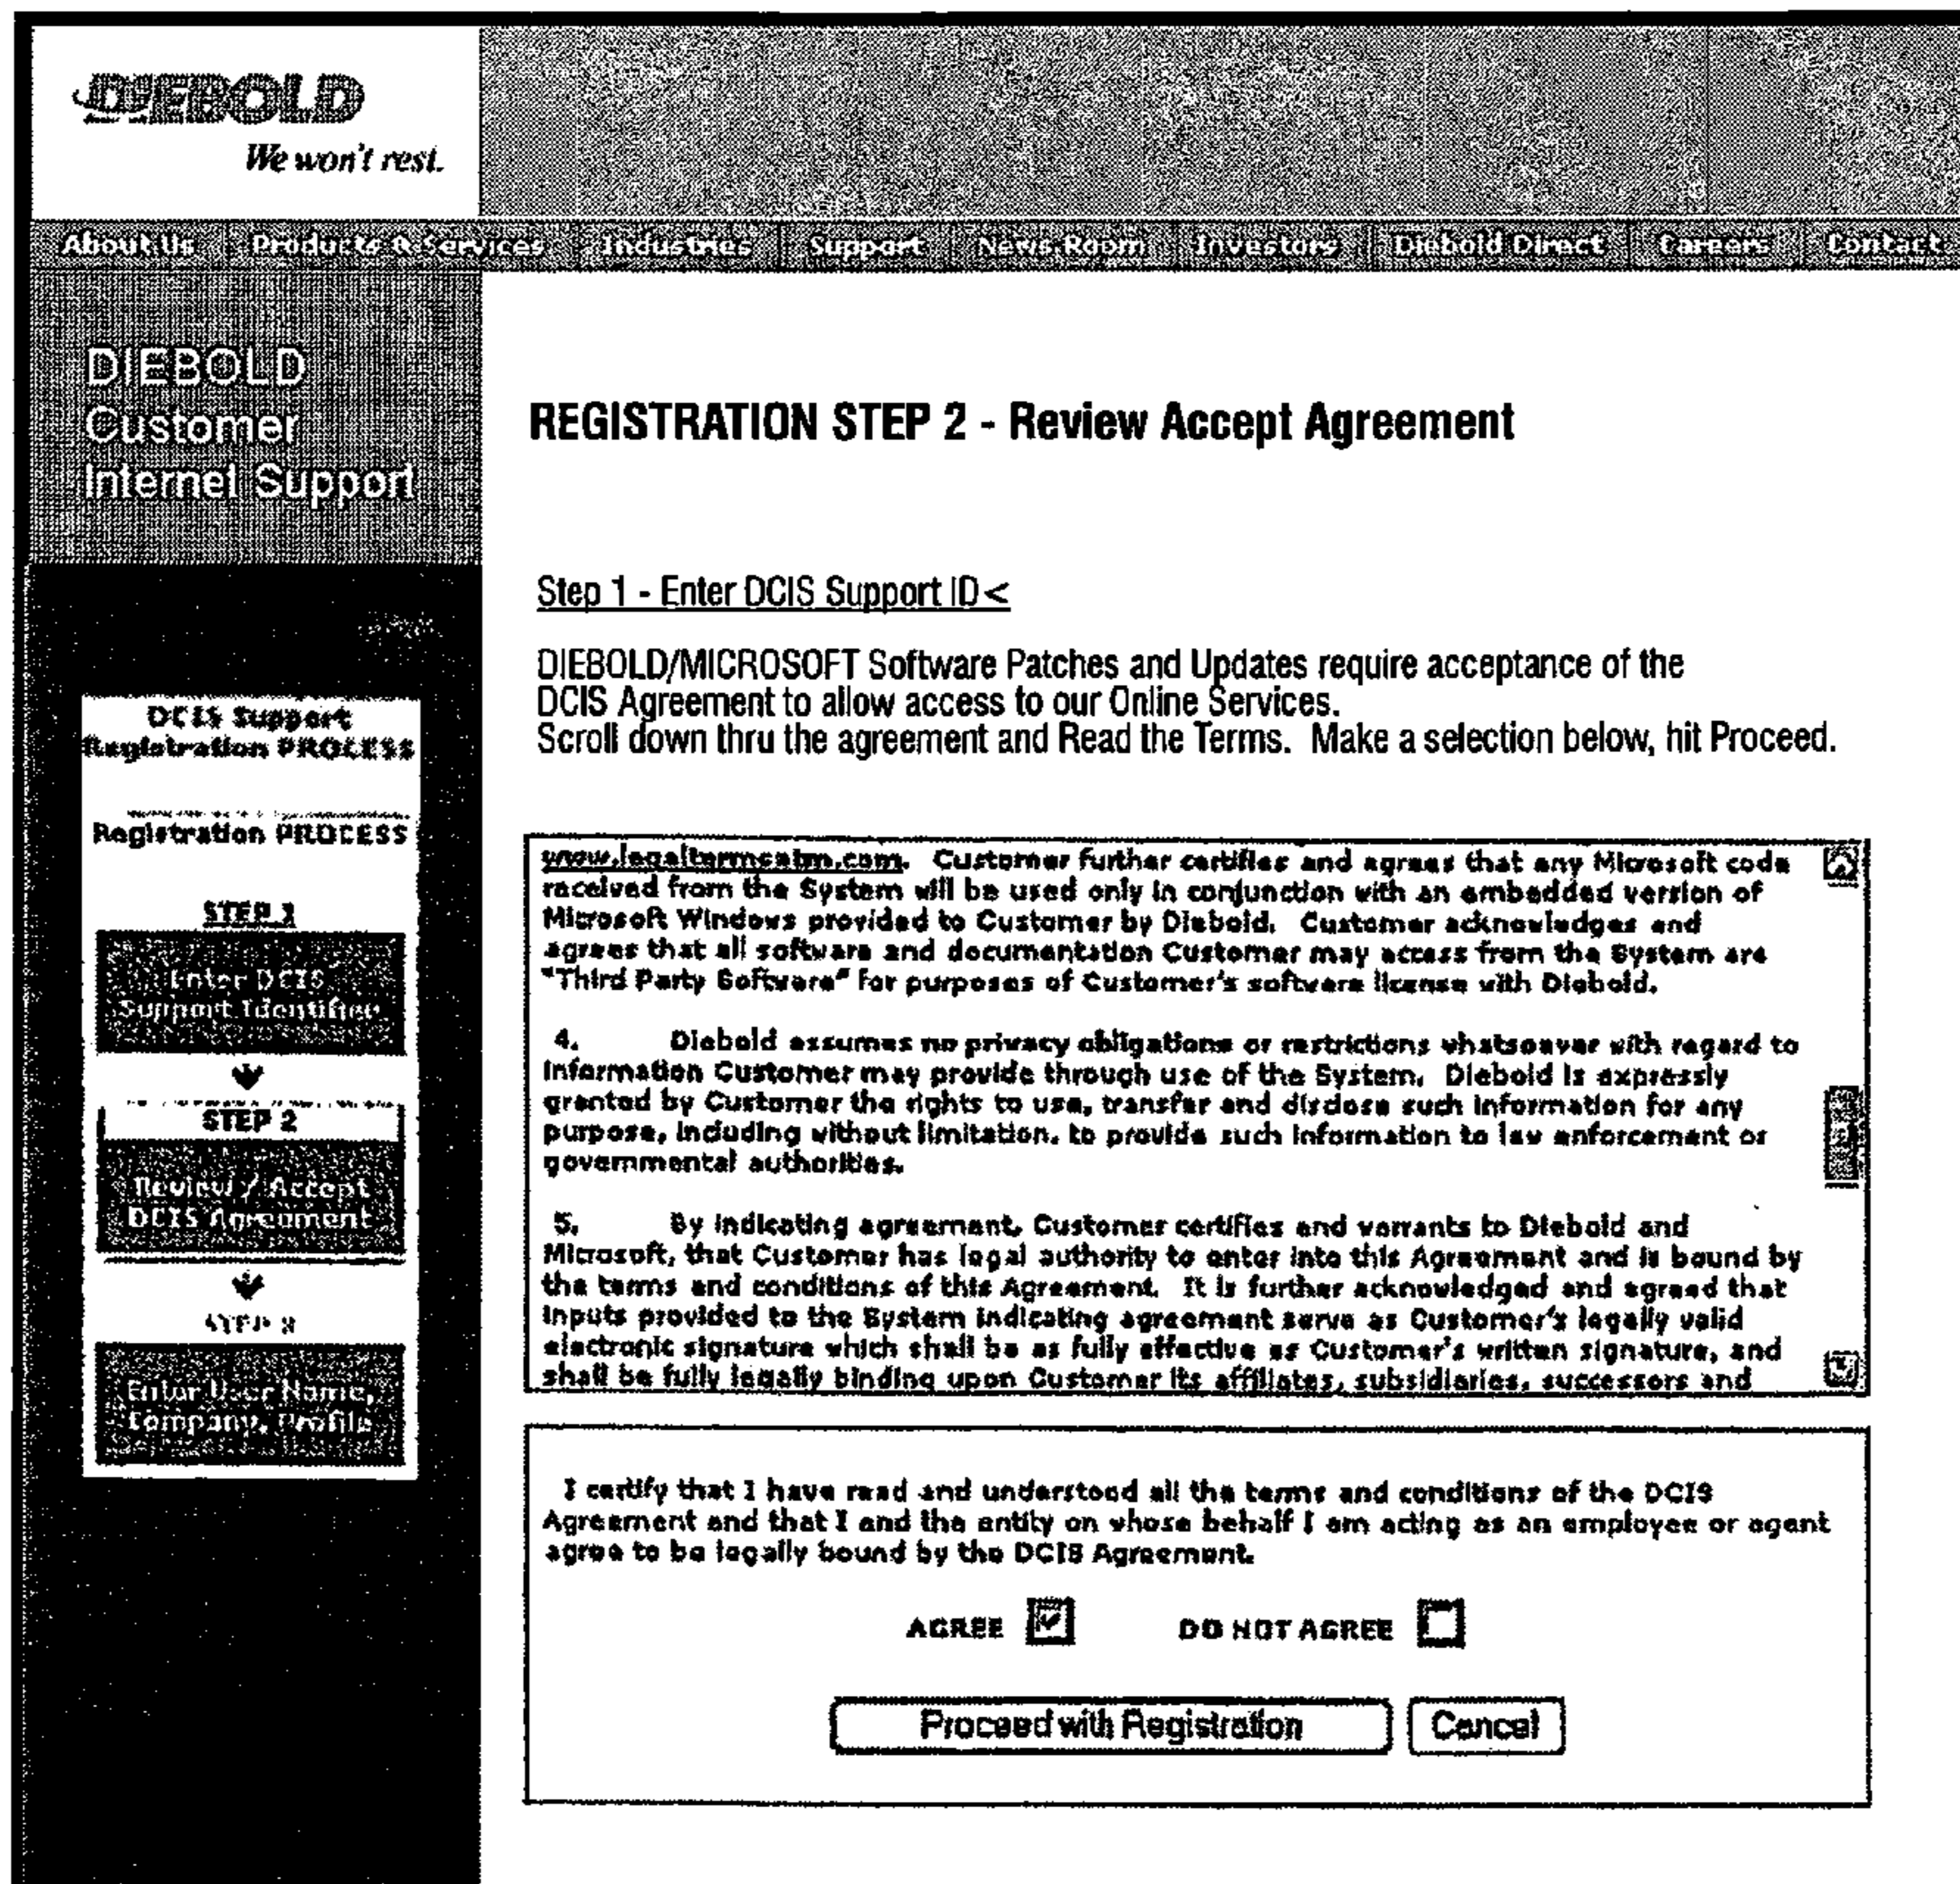 DIEBOLD
We won't rest.
About Us Products & Services Industries Support News Room Investors Diebold Direct Careers Contact
DIEBOLD
Customer
Internet Support
REGISTRATION STEP 2 - Review Accept Agreement
Step 1 - Enter DCIS Support ID<
DIEBOLD/MICROSOFT Software Patches and Updates require acceptance of the
DCIS Agreement to allow access to our Online Services.
Scroll down thru the agreement and Read the Terms. Make a selection below, hit Proceed.
DCIS Support
Registration PROCESS
Registration PROCESS
STEP 1
Enter DCIS
Support Identifier
STEP 2
Review / Accept
DCIS Agreement
STEP 3
Enter User Name,
Company, Profile
www.legaltermsatm.com. Customer further certifies and agrees that any Microsoft code
received from the System will be used only in conjunction with an embedded version of
Microsoft Windows provided to Customer by Diebold. Customer acknowledges and
agrees that all software and documentation Customer may access from the System are
"Third Party Software" for purposes of Customer's software license with Diebold.
4. Diebold assumes no privacy obligations or restrictions whatsoever with regard to
Information Customer may provide through use of the System. Diebold is expressly
granted by Customer the rights to use, transfer and disclose such information for any
purpose, including without limitation, to provide such information to law enforcement or
governmental authorities.
5. By indicating agreement, Customer certifies and warrants to Diebold and
Microsoft, that Customer has legal authority to enter into this Agreement and is bound by
the terms and conditions of this Agreement. It is further acknowledged and agreed that
inputs provided to the System indicating agreement serve as Customer's legally valid
electronic signature which shall be as fully effective as Customer's written signature, and
shall be fully legally binding upon Customer its affiliates, subsidiaries, successors and
I certify that I have read and understood all the terms and conditions of the DCIS
Agreement and that I and the entity on whose behalf I am acting as an employee or agent
agree to be legally bound by the DCIS Agreement.
AGREE DO NOT AGREE
Proceed with Registration Cancel